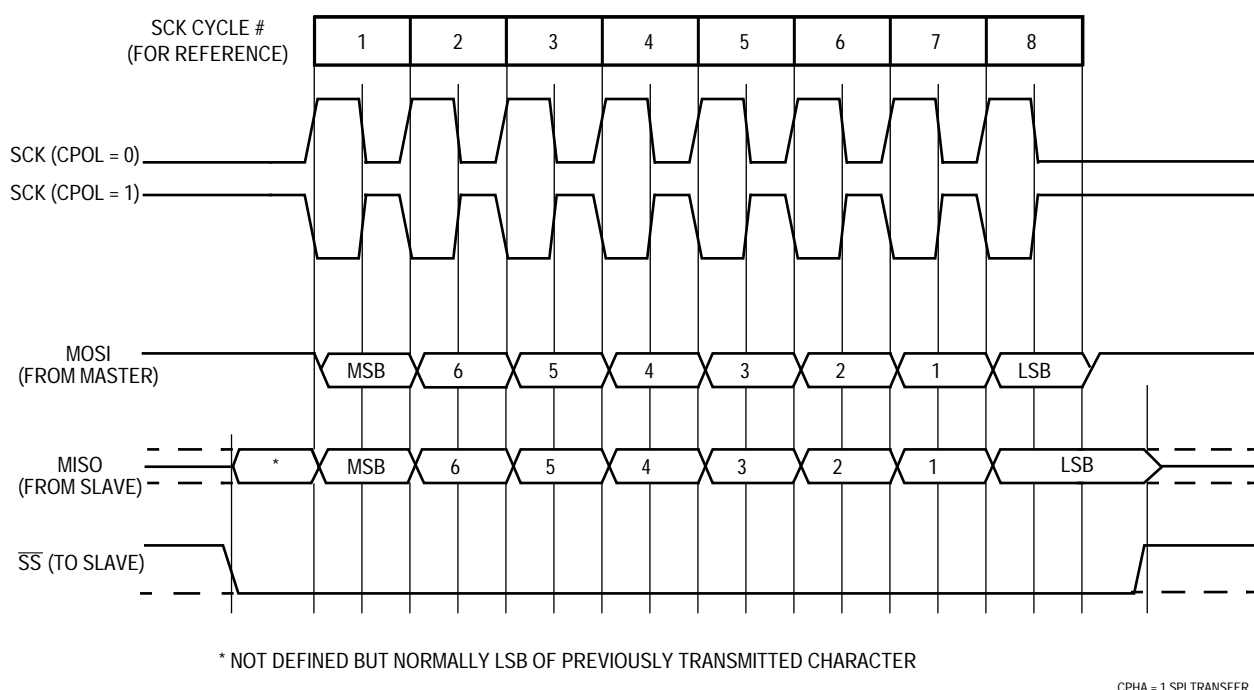 SCK CYCLE #
(FOR REFERENCE)
1 2 3 4 5 6 7 8
SCK (CPOL = 0)
SCK (CPOL = 1)
MOSI
(FROM MASTER)
MSB 6 5 4 3 2 1 LSB
MISO
(FROM SLAVE)
* MSB 6 5 4 3 2 1 LSB
S̅S̅ (TO SLAVE)
* NOT DEFINED BUT NORMALLY LSB OF PREVIOUSLY TRANSMITTED CHARACTER
CPHA = 1 SPI TRANSFER